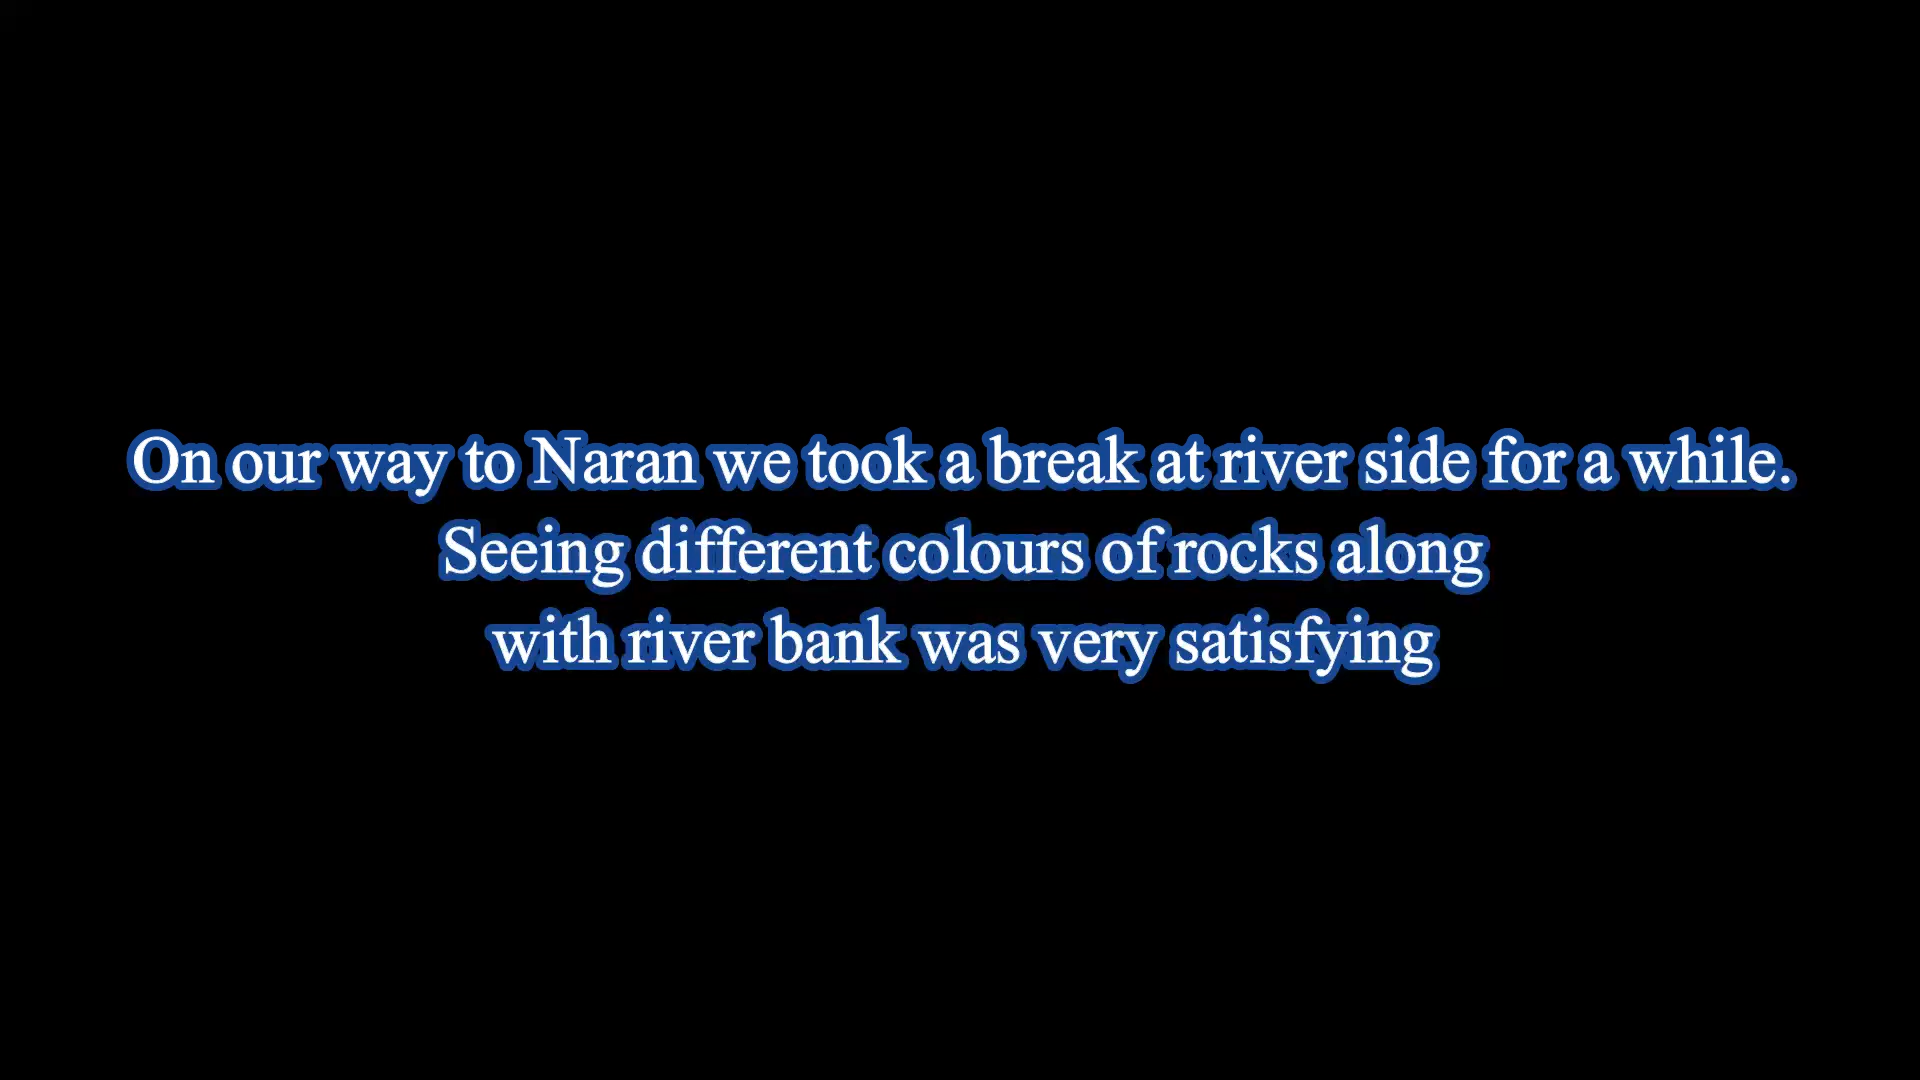 On our way to Naran we took a break at river side for a while.
Seeing different colours of rocks along
with river bank was very satisfying